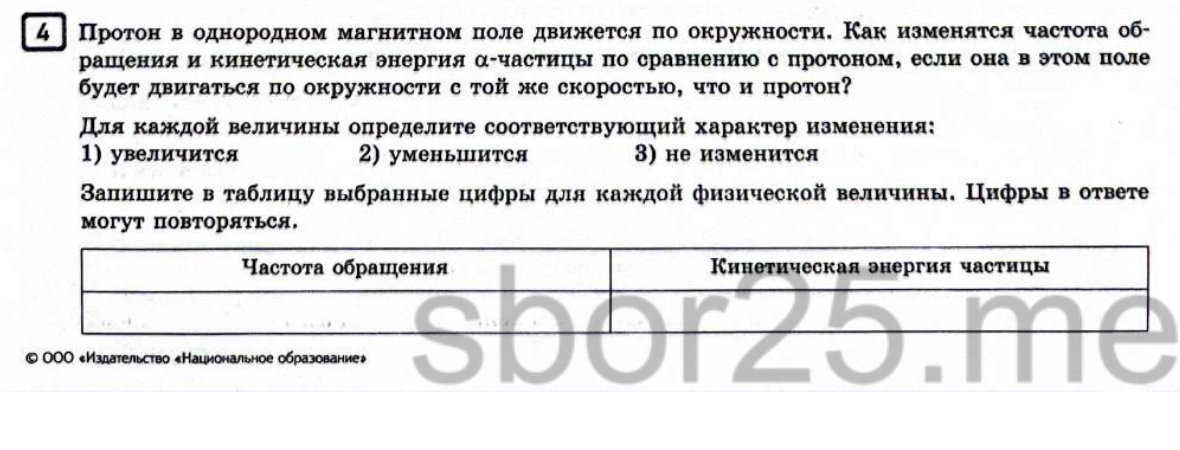 4 Протон в однородном магнитном поле движется по окружности. Как изменятся частота об-
ращения и кинетическая энергия α-частицы по сравнению с протоном, если она в этом поле
будет двигаться по окружности с той же скоростью, что и протон?
Для каждой величины определите соответствующий характер изменения:
1) увеличится 2) уменьшится 3) не изменится
Запишите в таблицу выбранные цифры для каждой физической величины. Цифры в ответе
могут повторяться.
Частота обращения Кинетическая энергия частицы
sbor25.me
© ООО «Издательство «Национальное образование»